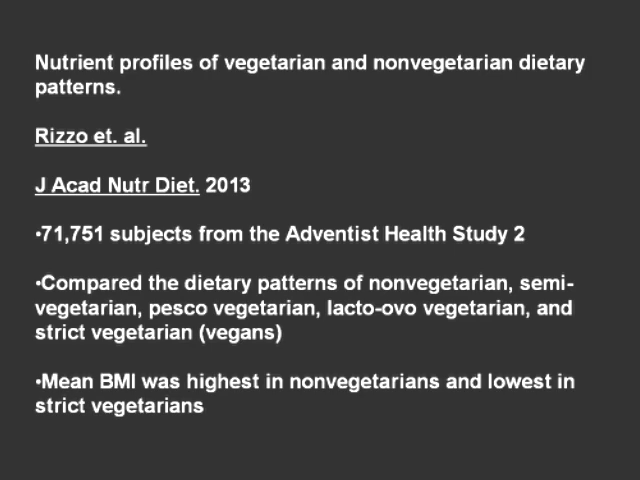 Nutrient profiles of vegetarian and nonvegetarian dietary
patterns.
Rizzo et. al.
J Acad Nutr Diet. 2013
•71,751 subjects from the Adventist Health Study 2
•Compared the dietary patterns of nonvegetarian, semi-
vegetarian, pesco vegetarian, lacto-ovo vegetarian, and
strict vegetarian (vegans)
•Mean BMI was highest in nonvegetarians and lowest in
strict vegetarians